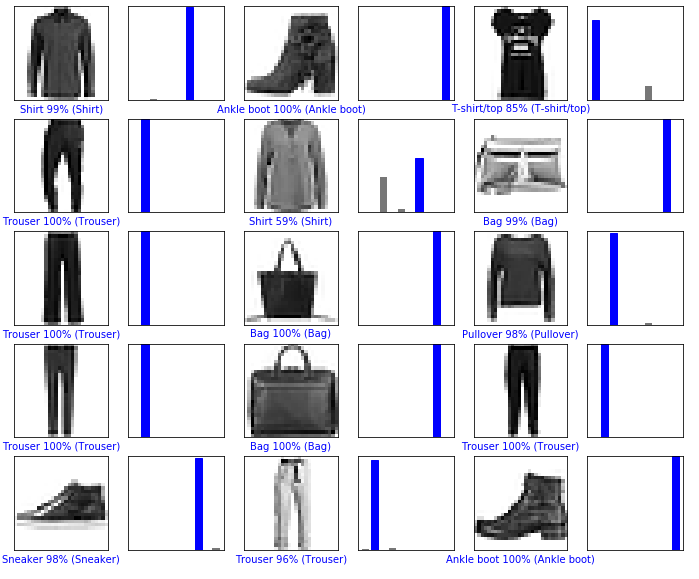 Shirt 99% (Shirt)
Ankle boot 100% (Ankle boot)
T-shirt/top 85% (T-shirt/top)
Trouser 100% (Trouser)
Shirt 59% (Shirt)
Bag 99% (Bag)
Trouser 100% (Trouser)
Bag 100% (Bag)
Pullover 98% (Pullover)
Trouser 100% (Trouser)
Bag 100% (Bag)
Trouser 100% (Trouser)
Sneaker 98% (Sneaker)
Trouser 96% (Trouser)
Ankle boot 100% (Ankle boot)